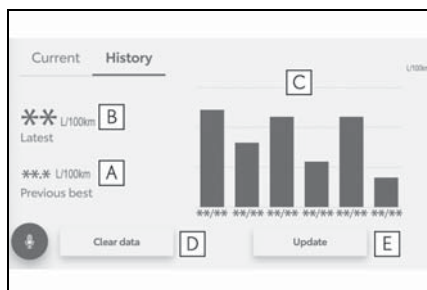 Current History
C
L/100km
**
L/100km B
Latest
**.* L/100km A
Previous best
**/** **/** **/** **/** **/** **/**
Clear data D Update E